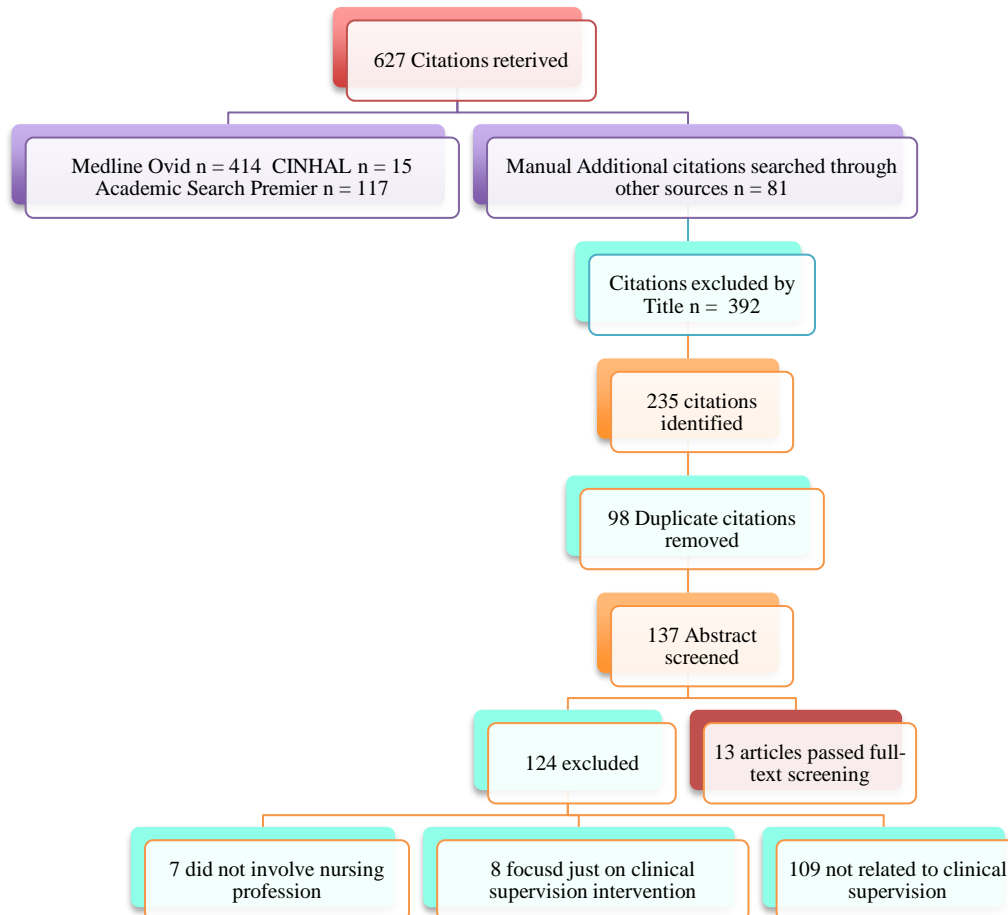 627 Citations reterived
Medline Ovid n = 414  CINHAL n = 15
Academic Search Premier n = 117
Manual Additional citations searched through
other sources n = 81
Citations excluded by
Title n =  392
235 citations
identified
98 Duplicate citations
removed
137 Abstract
screened
124 excluded
13 articles passed full-
text screening
7 did not involve nursing
profession
8 focusd just on clinical
supervision intervention
109 not related to clinical
supervision